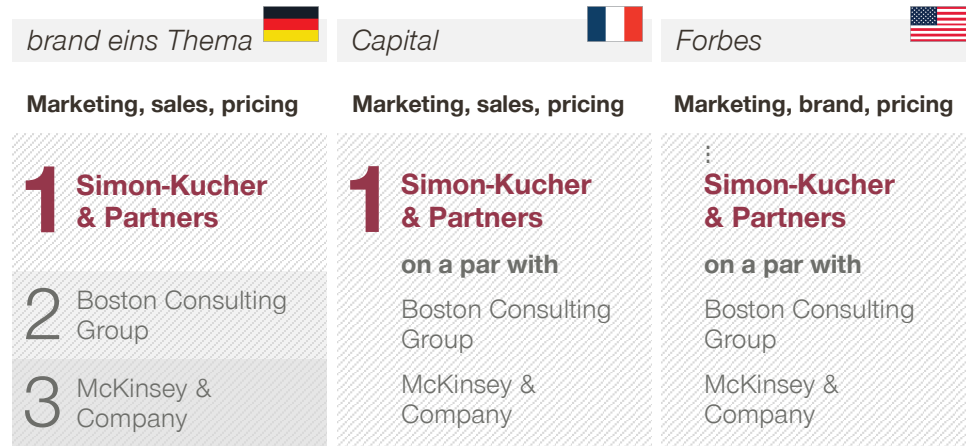 brand eins Thema
Marketing, sales, pricing
1 Simon-Kucher
& Partners
2 Boston Consulting
Group
3 McKinsey &
Company
Capital
Marketing, sales, pricing
1 Simon-Kucher
& Partners
on a par with
Boston Consulting
Group
McKinsey &
Company
Forbes
Marketing, brand, pricing
⋮
Simon-Kucher
& Partners
on a par with
Boston Consulting
Group
McKinsey &
Company